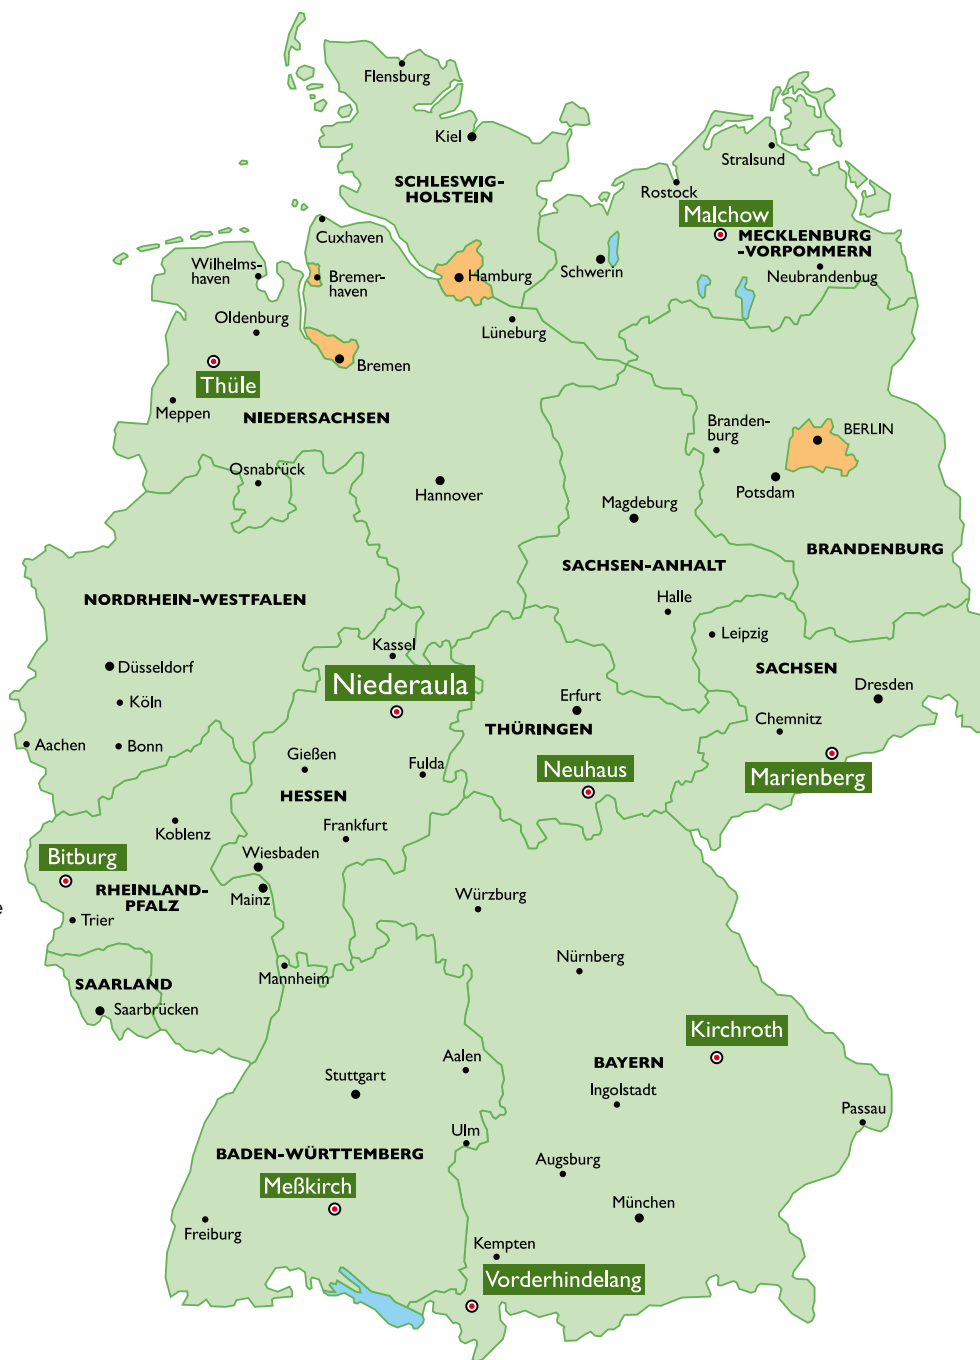 Flensburg
Kiel
Stralsund
SCHLESWIG-
HOLSTEIN
Rostock
Malchow
Cuxhaven
MECKLENBURG
-VORPOMMERN
Wilhelms-
haven
Bremer-
haven
Hamburg
Schwerin
Neubrandenbug
Oldenburg
Lüneburg
Bremen
Thüle
Meppen
NIEDERSACHSEN
Branden-
burg
BERLIN
Osnabrück
Hannover
Potsdam
Magdeburg
BRANDENBURG
SACHSEN-ANHALT
NORDRHEIN-WESTFALEN
Halle
Leipzig
Kassel
Düsseldorf
SACHSEN
Niederaula
Dresden
Köln
Erfurt
Chemnitz
THÜRINGEN
Aachen
Bonn
Gießen
Fulda
Neuhaus
Marienberg
HESSEN
Koblenz
Frankfurt
Bitburg
Wiesbaden
RHEINLAND-
PFALZ
Mainz
Würzburg
e
Trier
Nürnberg
Mannheim
SAARLAND
Saarbrücken
Kirchroth
Aalen
BAYERN
Stuttgart
Ingolstadt
Passau
Ulm
BADEN-WÜRTTEMBERG
Augsburg
Meßkirch
München
Freiburg
Kempten
Vorderhindelang